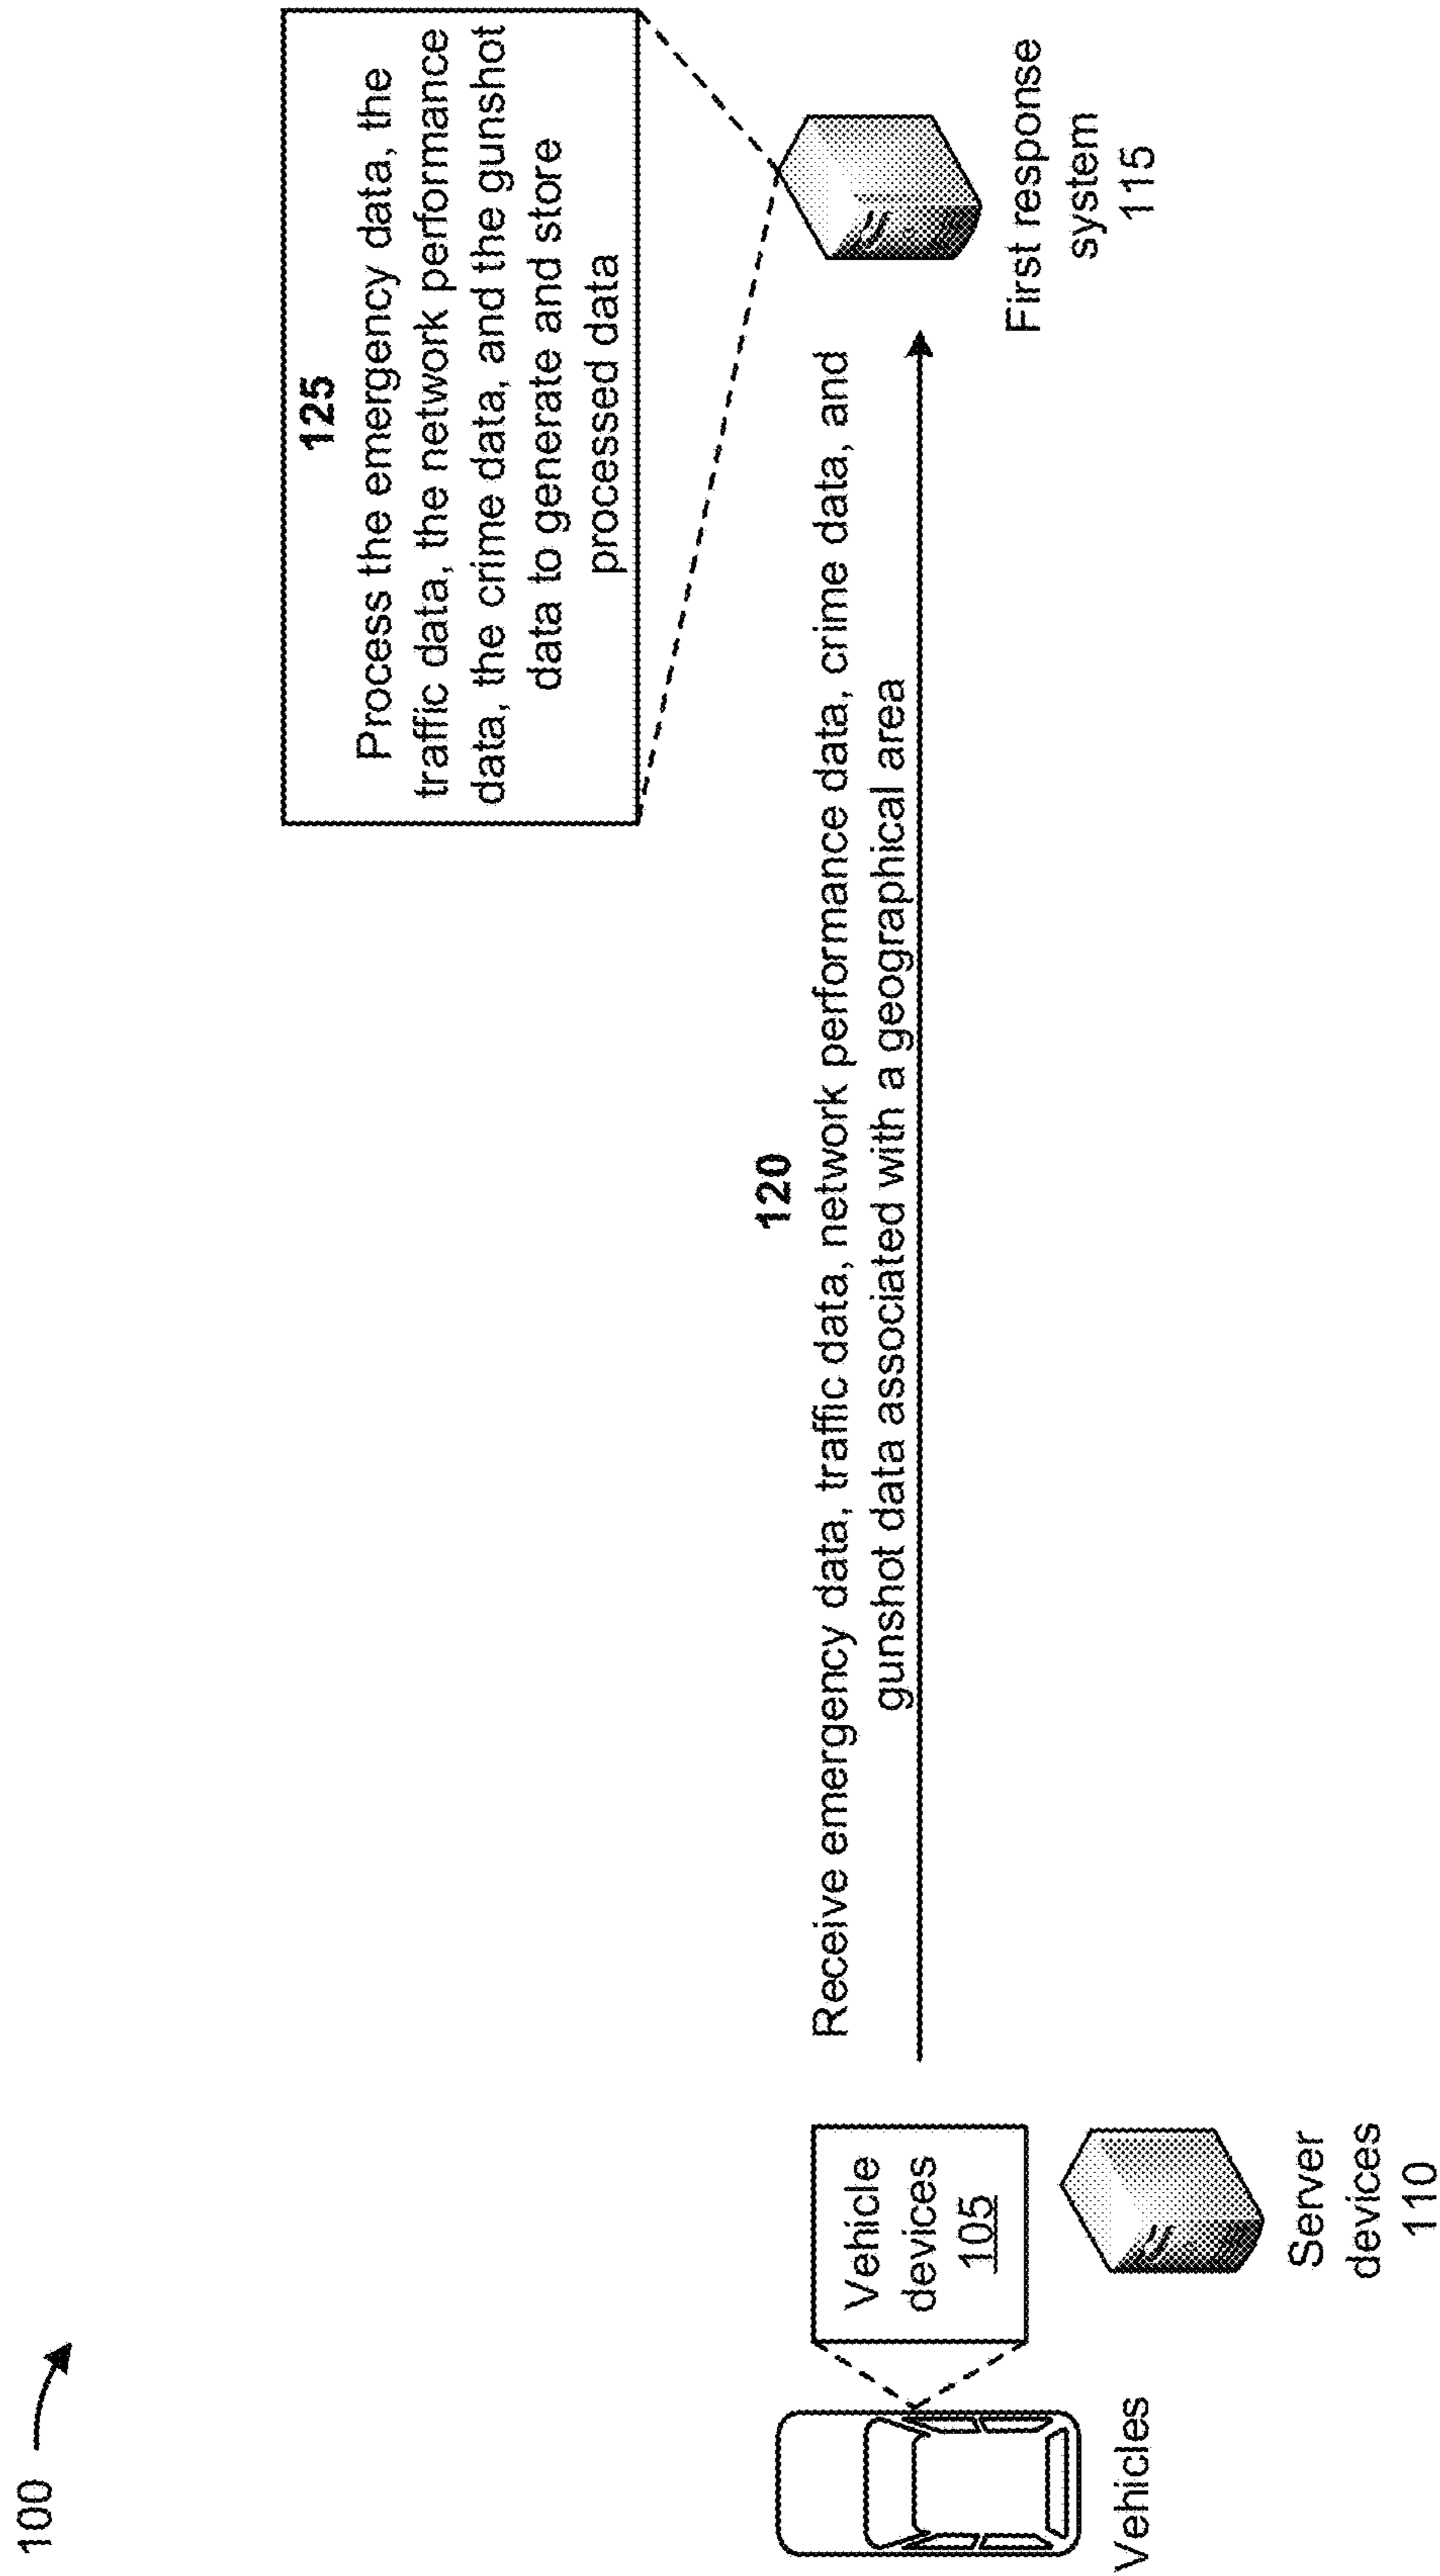 100
125
Process the emergency data, the
traffic data, the network performance
data, the crime data, and the gunshot
data to generate and store
processed data
120
Receive emergency data, traffic data, network performance data, crime data, and
gunshot data associated with a geographical area
Vehicle
devices
105
Vehicles
Server
devices
110
First response
system
115